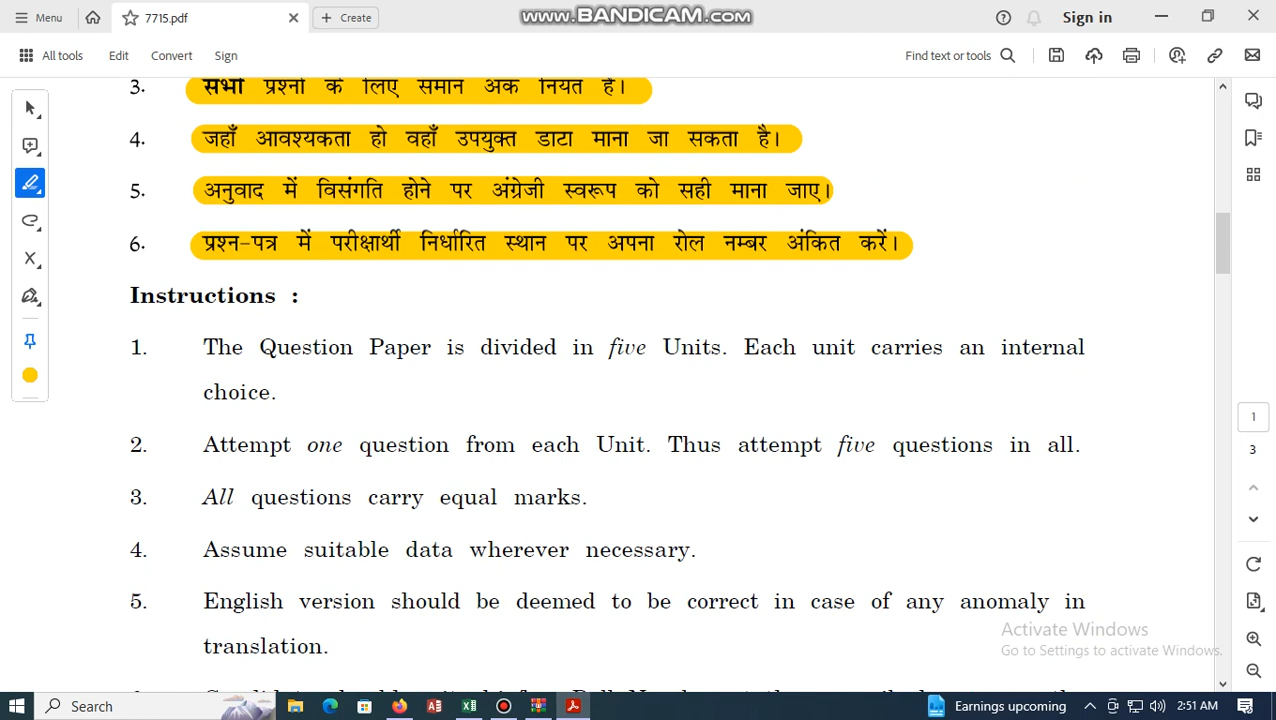 Menu
7715.pdf
Create
www.BANDICAM.com
Sign in
All tools
Edit
Convert
Sign
Find text or tools
3. सभी प्रश्नों के लिए समान अंक नियत हैं।
4. जहाँ आवश्यकता हो वहाँ उपयुक्त डाटा माना जा सकता है।
5. अनुवाद में विसंगति होने पर अंग्रेजी स्वरूप को सही माना जाए।
6. प्रश्न-पत्र में परीक्षार्थी निर्धारित स्थान पर अपना रोल नम्बर अंकित करें।
Instructions :
1. The Question Paper is divided in five Units. Each unit carries an internal
choice.
2. Attempt one question from each Unit. Thus attempt five questions in all.
3. All questions carry equal marks.
4. Assume suitable data wherever necessary.
5. English version should be deemed to be correct in case of any anomaly in
translation.
1
3
Activate Windows
Go to Settings to activate Windows.
Search
Earnings upcoming
2:51 AM